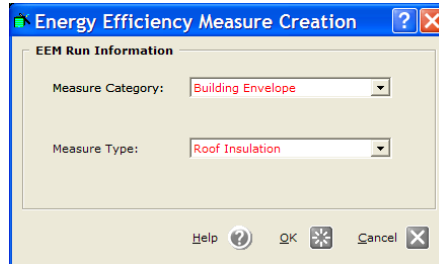 Energy Efficiency Measure Creation
EEM Run Information
Measure Category: Building Envelope
Measure Type: Roof Insulation
Help ? OK Cancel